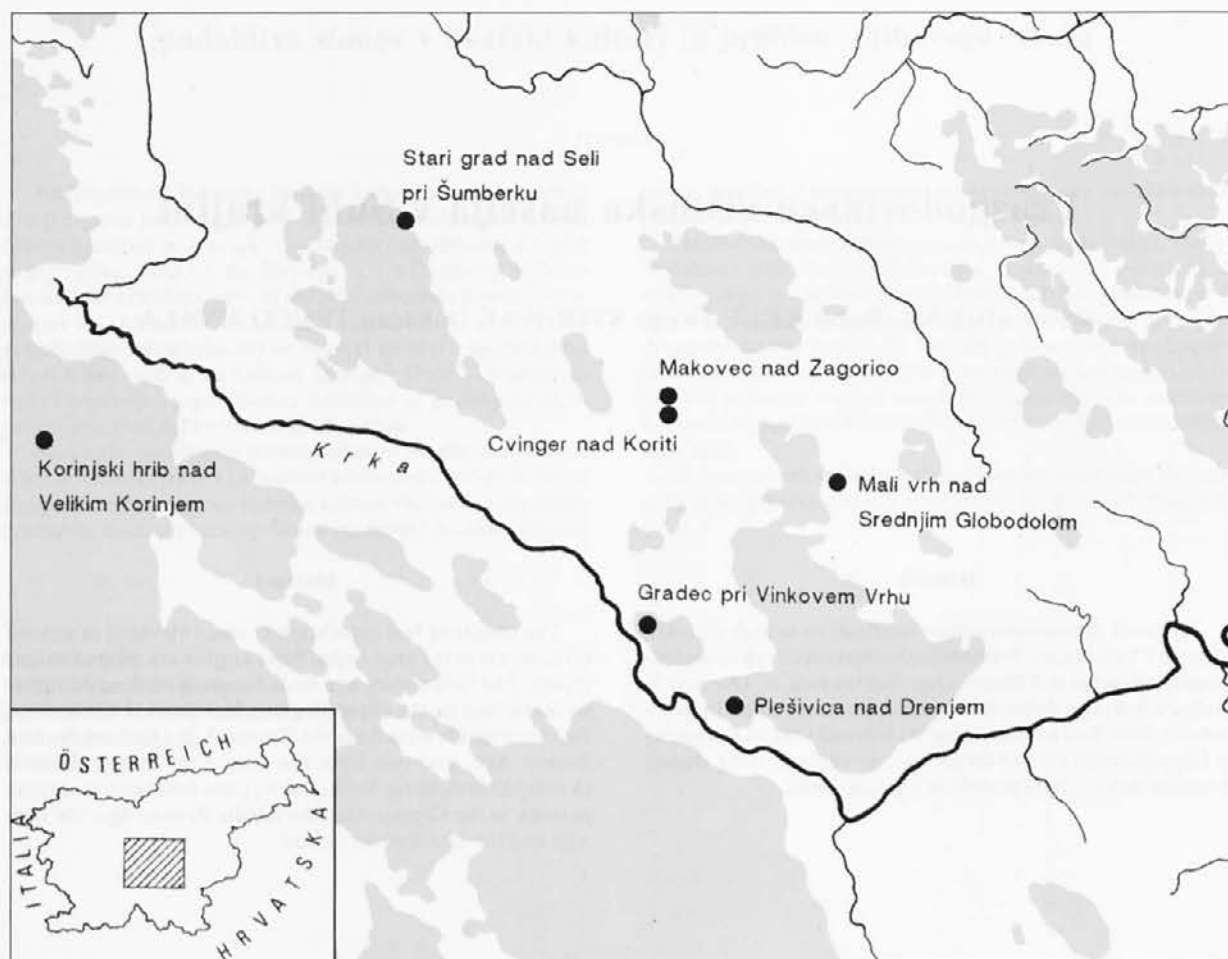 Stari grad nad Seli
pri Šumberku
Makovec nad Zagorico
Cvinger nad Koriti
Krka
Korinjski hrib nad
Velikim Korinjem
Mali vrh nad
Srednjim Globodolom
Gradec pri Vinkovem Vrhu
Plešivica nad Drenjem
ÖSTERREICH
ITALIA
HRVATSKA